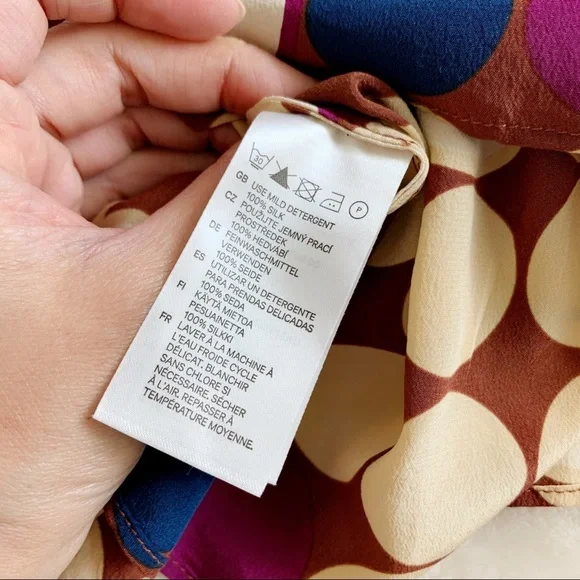 30 P
GB USE MILD DETERGENT
100% SILK
CZ POUŽIJTE JEMNÝ PRACÍ
PROSTŘEDEK
100% HEDVÁBÍ
DE FEINWASCHMITTEL
VERWENDEN
100% SEIDE
ES UTILIZAR UN DETERGENTE
PARA PRENDAS DELICADAS
100% SEDA
FI KÄYTÄ MIETOA
PESUAINETTA
100% SILKKI
FR LAVER À LA MACHINE À
L'EAU FROIDE CYCLE
DÉLICAT. BLANCHIR
SANS CHLORE SI
NÉCESSAIRE. SÉCHER
À L'AIR. REPASSER À
TEMPÉRATURE MOYENNE.